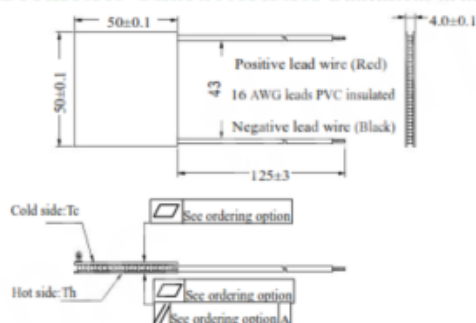 50±0.1
4.0±0.1
50±0.1
43
Positive lead wire (Red)
16 AWG leads PVC insulated
Negative lead wire (Black)
125±3
Cold side:Tc
See ordering option
Hot side:Th
See ordering option
See ordering option A